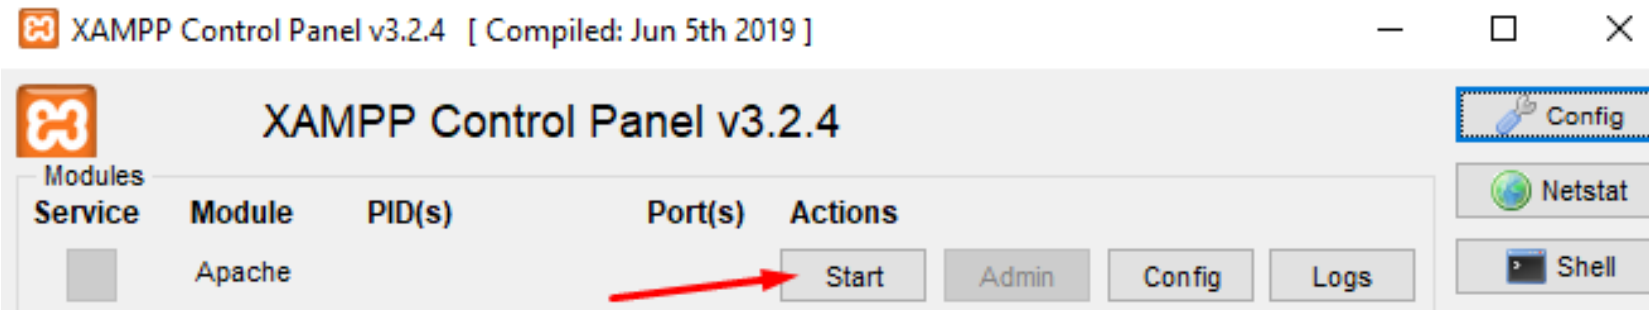 XAMPP Control Panel v3.2.4 [ Compiled: Jun 5th 2019 ]
XAMPP Control Panel v3.2.4
Config
Modules
Netstat
Service Module PID(s) Port(s) Actions
Apache Start Admin Config Logs
Shell